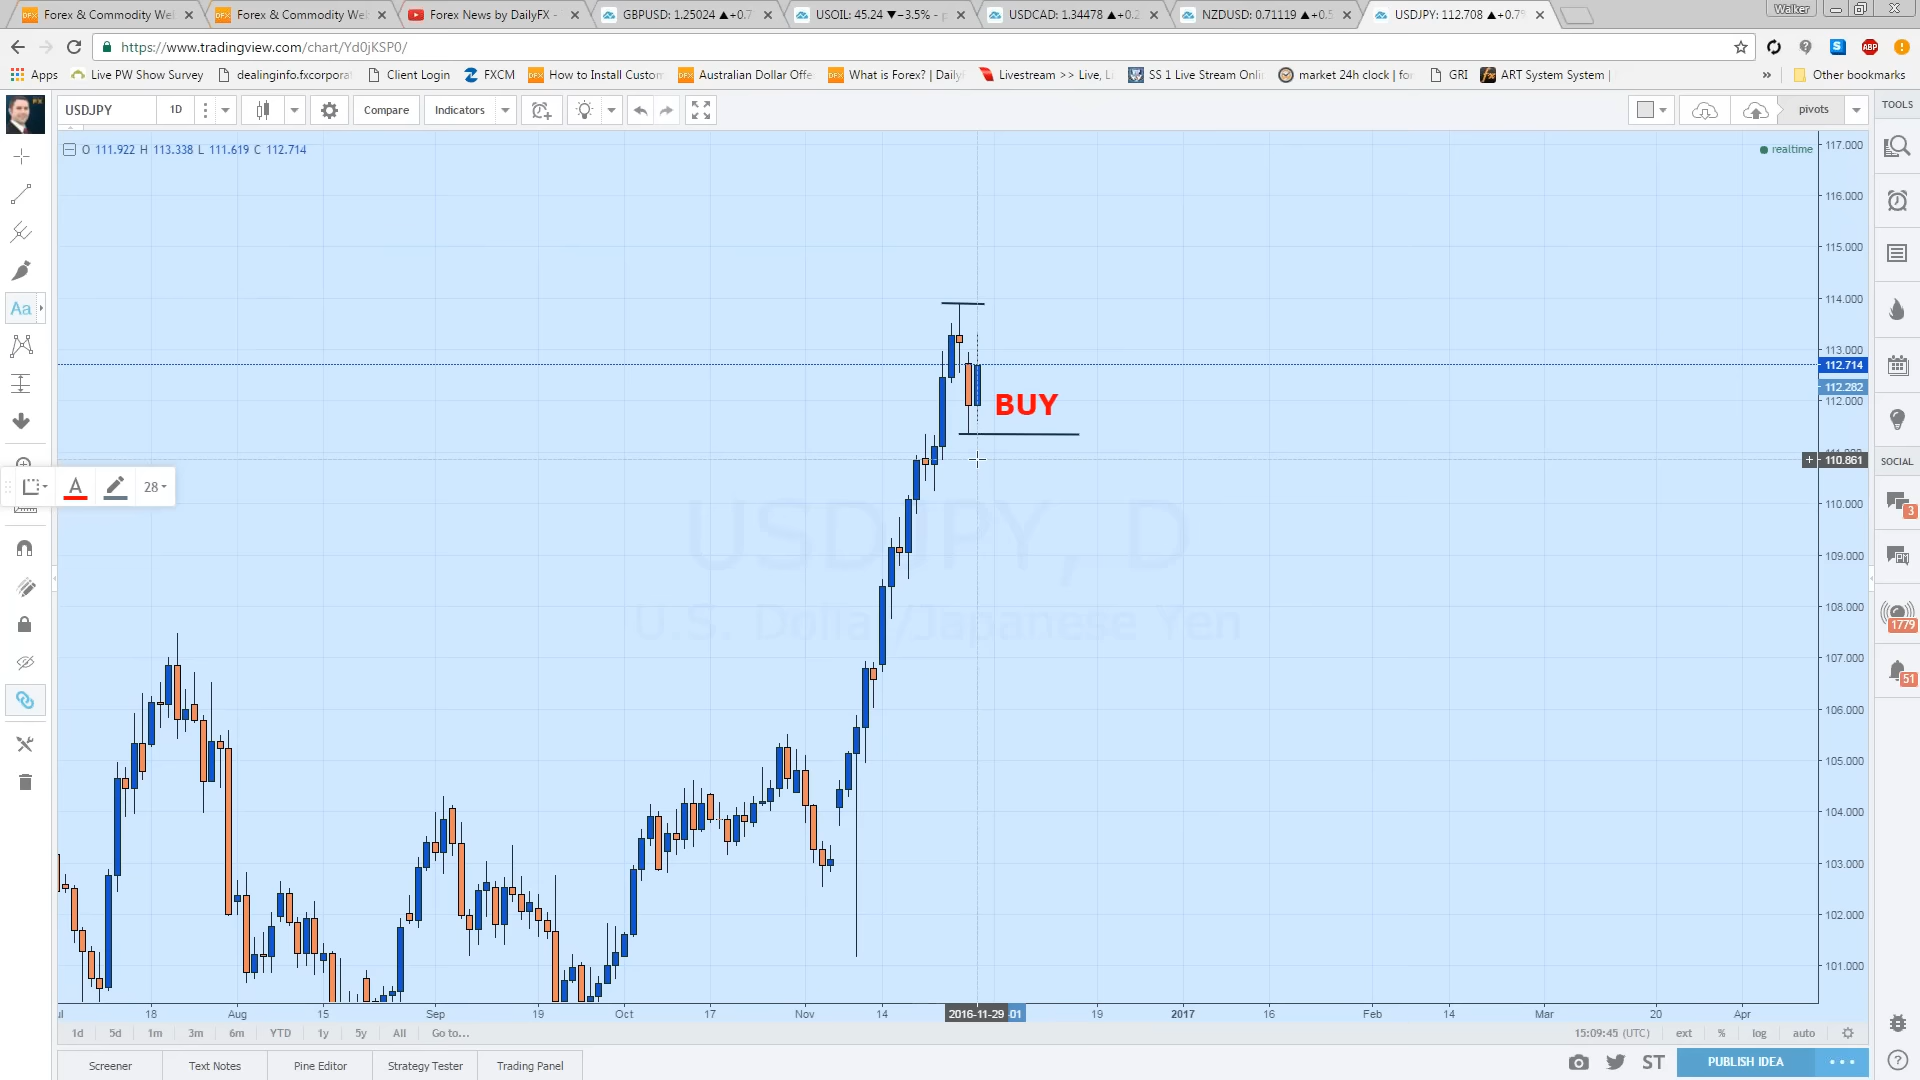 Forex & Commodity We
Forex & Commodity We
Forex News by DailyFX -
GBPUSD: 1.25024 ▲+0.7
USOIL: 45.24 ▼−3.5% -
USDCAD: 1.34478 ▲+0.2
NZDUSD: 0.71119 ▲+0.5
USDJPY: 112.708 ▲+0.7
Walker
https://www.tradingview.com/chart/Yd0jKSP0/
Apps
Live PW Show Survey
dealinginfo.fxcorpora
Client Login
FXCM
How to Install Custom
Australian Dollar Offe
What is Forex? | Daily
Livestream >> Live, L
SS 1 Live Stream Onli
market 24h clock | fo
GRI
ART System System |
»
Other bookmarks
USDJPY
1D
Compare
Indicators
pivots
TOOLS
O 111.922 H 113.338 L 111.619 C 112.714
realtime
117.000
116.000
115.000
114.000
113.000
112.714
112.282
112.000
BUY
110.861
110.000
109.000
108.000
107.000
106.000
105.000
104.000
103.000
102.000
101.000
USDJPY, D
U.S. Dollar/Japanese Yen
Aa
A
28
SOCIAL
3
1779
51
18
Aug
15
Sep
19
Oct
17
Nov
14
2016-11-29
-01
19
2017
16
Feb
14
Mar
20
Apr
1d
5d
1m
3m
6m
YTD
1y
5y
All
Go to...
15:09:45 (UTC)
ext
%
log
auto
Screener
Text Notes
Pine Editor
Strategy Tester
Trading Panel
ST
PUBLISH IDEA